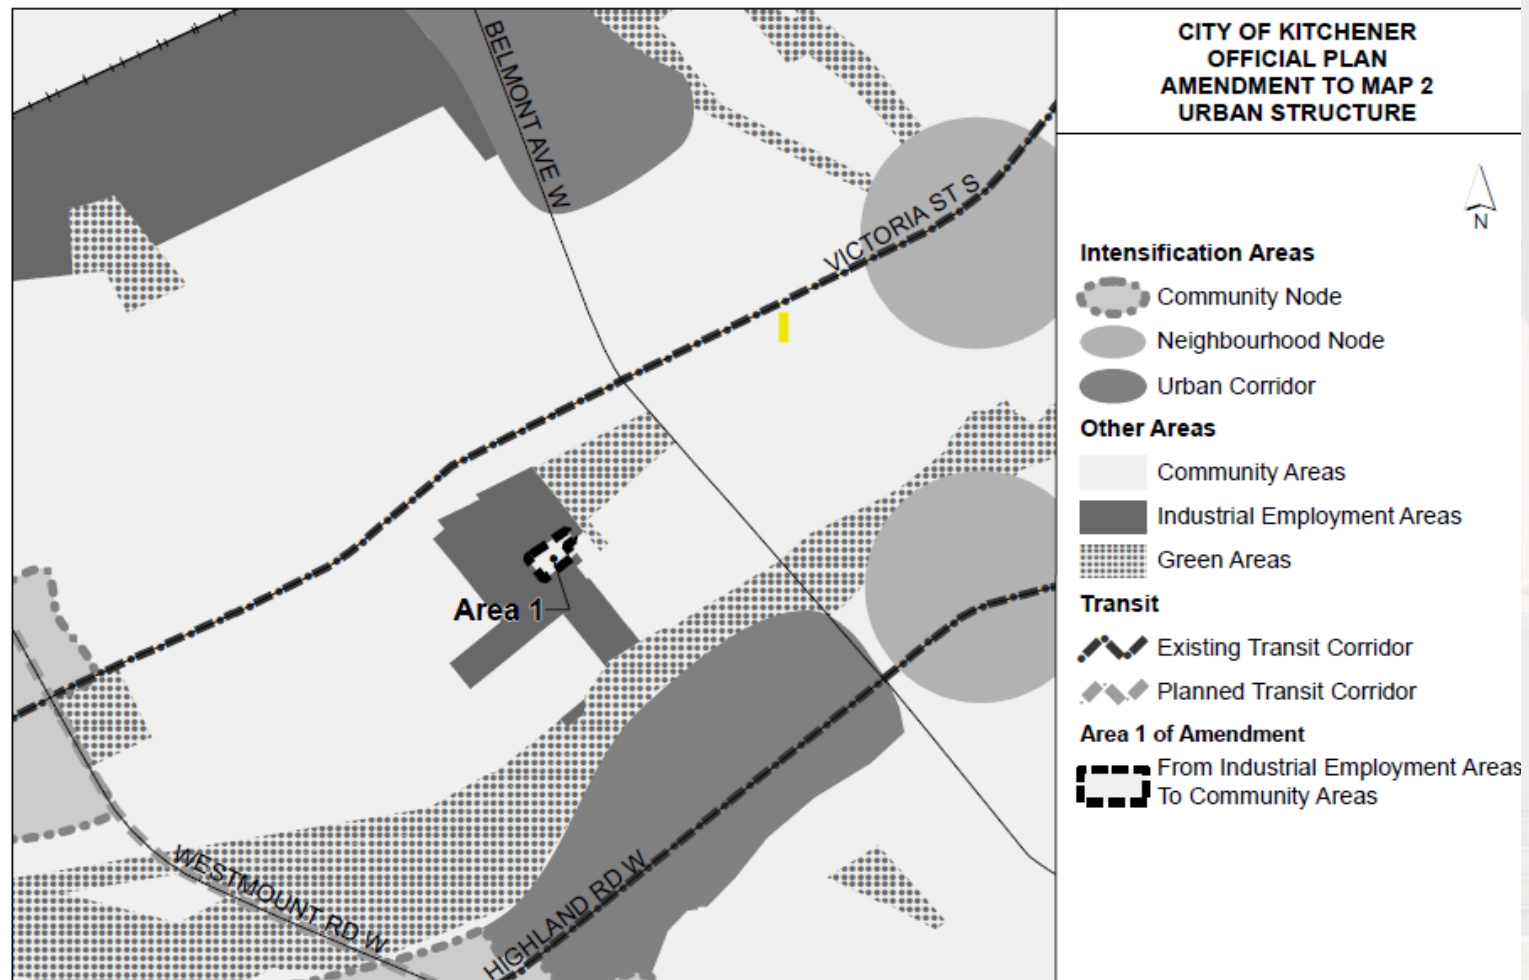 CITY OF KITCHENER
OFFICIAL PLAN
AMENDMENT TO MAP 2
URBAN STRUCTURE
N
Intensification Areas
Community Node
Neighbourhood Node
Urban Corridor
Other Areas
Community Areas
Industrial Employment Areas
Green Areas
Transit
Existing Transit Corridor
Planned Transit Corridor
Area 1 of Amendment
From Industrial Employment Areas
To Community Areas
BELMONT AVE W
VICTORIA ST S
Area 1
WESTMOUNT RD W
HIGHLAND RD W